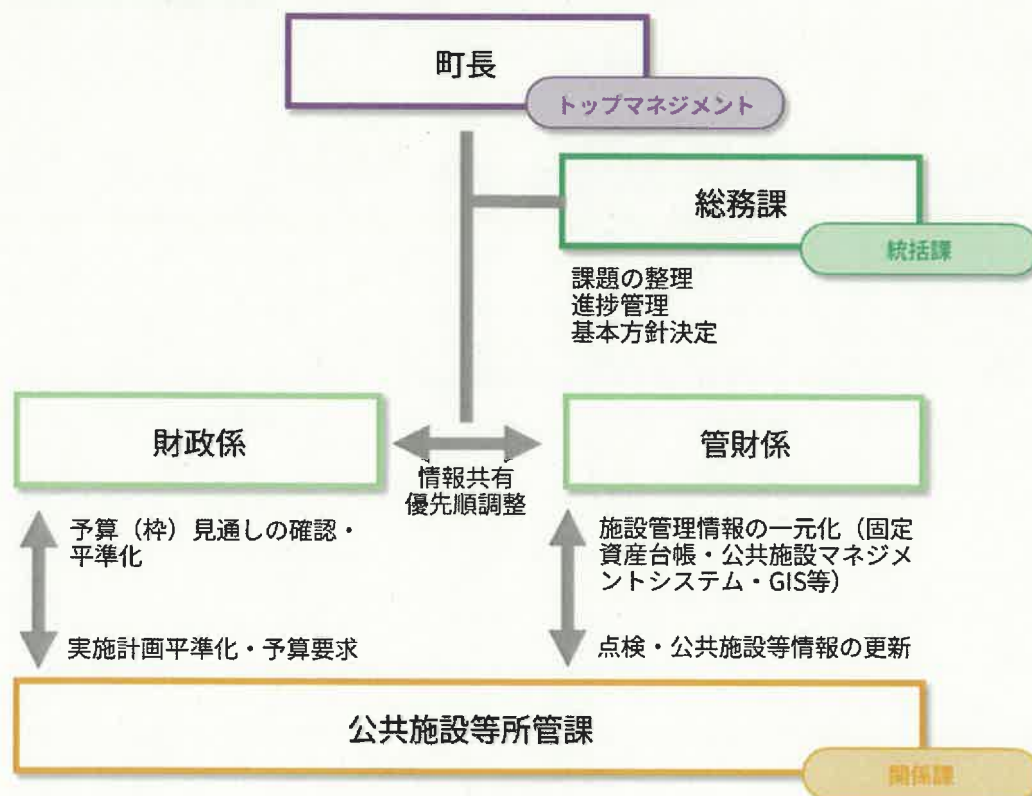 町長
トップマネジメント
総務課
統括課
課題の整理
進捗管理
基本方針決定
財政係
管財係
情報共有
優先順調整
予算（枠）見通しの確認・
平準化
施設管理情報の一元化（固定
資産台帳・公共施設マネジメ
ントシステム・GIS等）
実施計画平準化・予算要求
点検・公共施設等情報の更新
公共施設等所管課
関係課